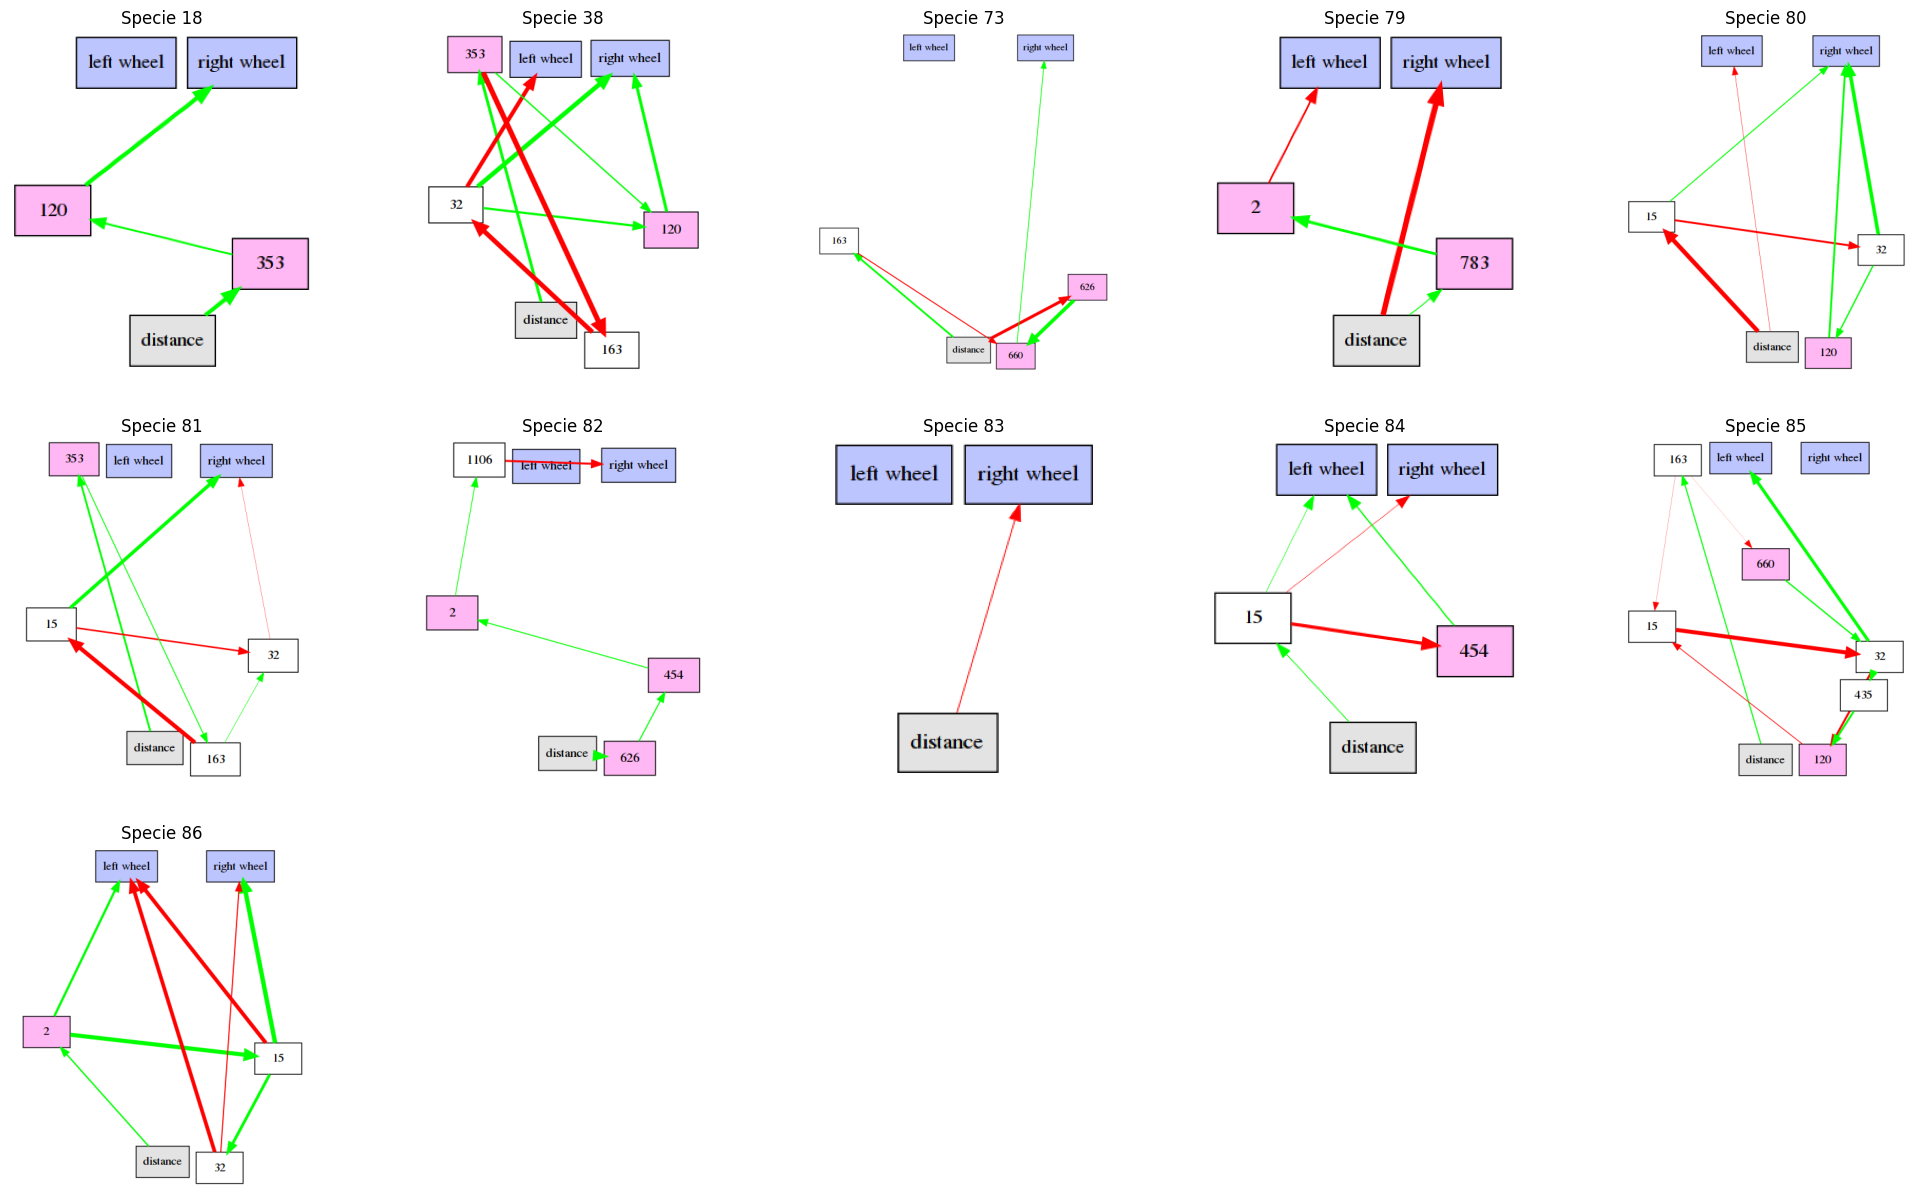 Specie 18
left wheel
right wheel
120
353
distance
Specie 38
353
left wheel
right wheel
32
120
distance
163
Specie 73
left wheel
right wheel
163
626
distance
660
Specie 79
left wheel
right wheel
2
783
distance
Specie 80
left wheel
right wheel
15
32
distance
120
Specie 81
353
left wheel
right wheel
15
32
distance
163
Specie 82
1106
left wheel
right wheel
2
454
distance
626
Specie 83
left wheel
right wheel
distance
Specie 84
left wheel
right wheel
15
454
distance
Specie 85
163
left wheel
right wheel
660
15
32
435
distance
120
Specie 86
left wheel
right wheel
2
15
distance
32